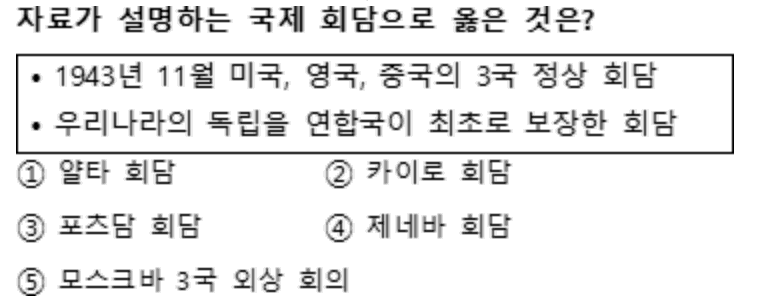 자료가 설명하는 국제 회담으로 옳은 것은?
• 1943년 11월 미국, 영국, 중국의 3국 정상 회담
• 우리나라의 독립을 연합국이 최초로 보장한 회담
① 얄타 회담 ② 카이로 회담
③ 포츠담 회담 ④ 제네바 회담
⑤ 모스크바 3국 외상 회의